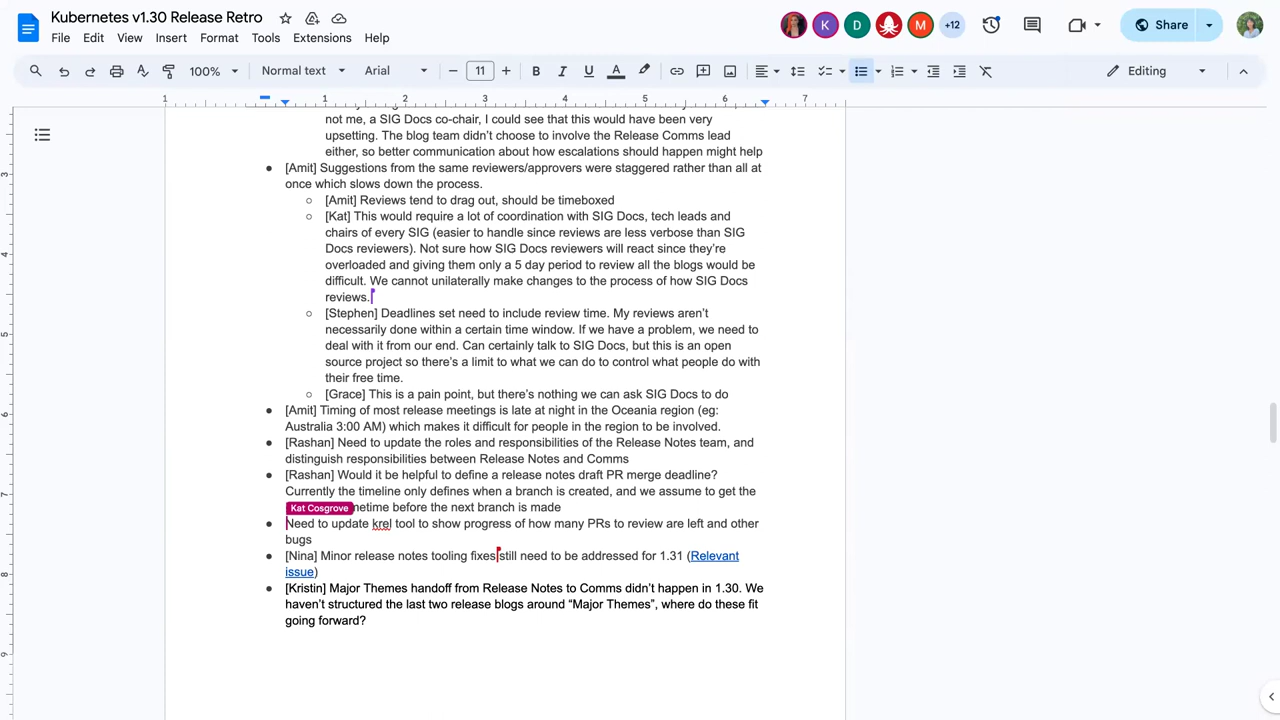 Kubernetes v1.30 Release Retro
File Edit View Insert Format Tools Extensions Help
K D M +12 Share
100% Normal text Arial 11 B I U A Editing
1 1 2 3 4 5 6 7
not me, a SIG Docs co-chair, I could see that this would have been very
upsetting. The blog team didn’t choose to involve the Release Comms lead
either, so better communication about how escalations should happen might help
[Amit] Suggestions from the same reviewers/approvers were staggered rather than all at
once which slows down the process.
[Amit] Reviews tend to drag out, should be timeboxed
[Kat] This would require a lot of coordination with SIG Docs, tech leads and
chairs of every SIG (easier to handle since reviews are less verbose than SIG
Docs reviewers). Not sure how SIG Docs reviewers will react since they’re
overloaded and giving them only a 5 day period to review all the blogs would be
difficult. We cannot unilaterally make changes to the process of how SIG Docs
reviews.
[Stephen] Deadlines set need to include review time. My reviews aren’t
necessarily done within a certain time window. If we have a problem, we need to
deal with it from our end. Can certainly talk to SIG Docs, but this is an open
source project so there’s a limit to what we can do to control what people do with
their free time.
[Grace] This is a pain point, but there’s nothing we can ask SIG Docs to do
[Amit] Timing of most release meetings is late at night in the Oceania region (eg:
Australia 3:00 AM) which makes it difficult for people in the region to be involved.
[Rashan] Need to update the roles and responsibilities of the Release Notes team, and
distinguish responsibilities between Release Notes and Comms
[Rashan] Would it be helpful to define a release notes draft PR merge deadline?
Currently the timeline only defines when a branch is created, and we assume to get the
Kat Cosgrove metime before the next branch is made
Need to update krel tool to show progress of how many PRs to review are left and other
bugs
[Nina] Minor release notes tooling fixes still need to be addressed for 1.31 (Relevant
issue)
[Kristin] Major Themes handoff from Release Notes to Comms didn’t happen in 1.30. We
haven’t structured the last two release blogs around “Major Themes”, where do these fit
going forward?
3
4
5
6
7
8
9